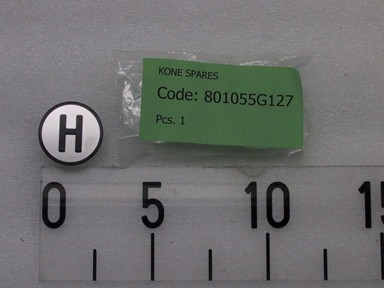 KONE SPARES
Code: 801055G127
Pcs. 1
H
0 5 10 15